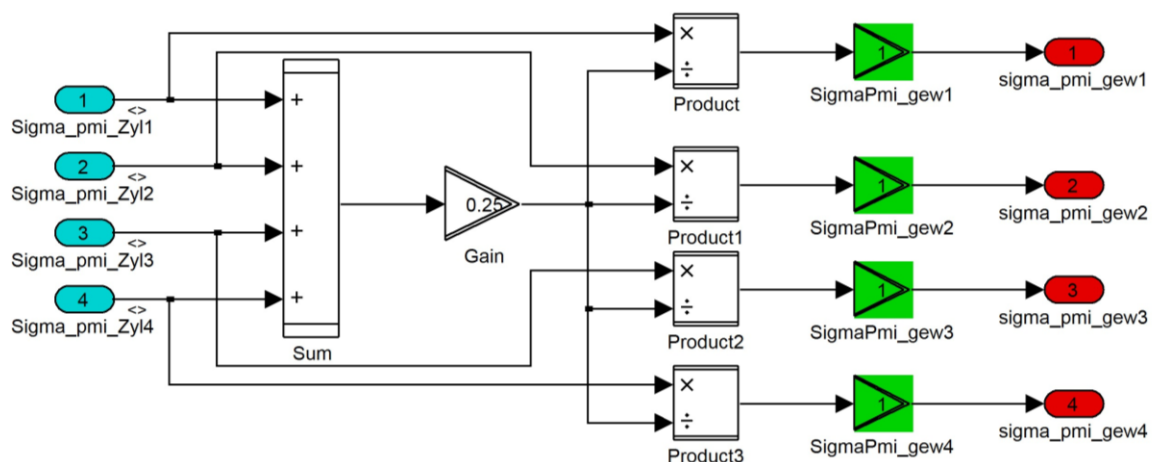 1
<>
Sigma_pmi_Zyl1
2
<>
Sigma_pmi_Zyl2
3
<>
Sigma_pmi_Zyl3
4
<>
Sigma_pmi_Zyl4
+
+
+
+
Sum
0.25
Gain
×
÷
Product
×
÷
Product1
×
÷
Product2
×
÷
Product3
1
SigmaPmi_gew1
1
SigmaPmi_gew2
1
SigmaPmi_gew3
1
SigmaPmi_gew4
1
sigma_pmi_gew1
2
sigma_pmi_gew2
3
sigma_pmi_gew3
4
sigma_pmi_gew4